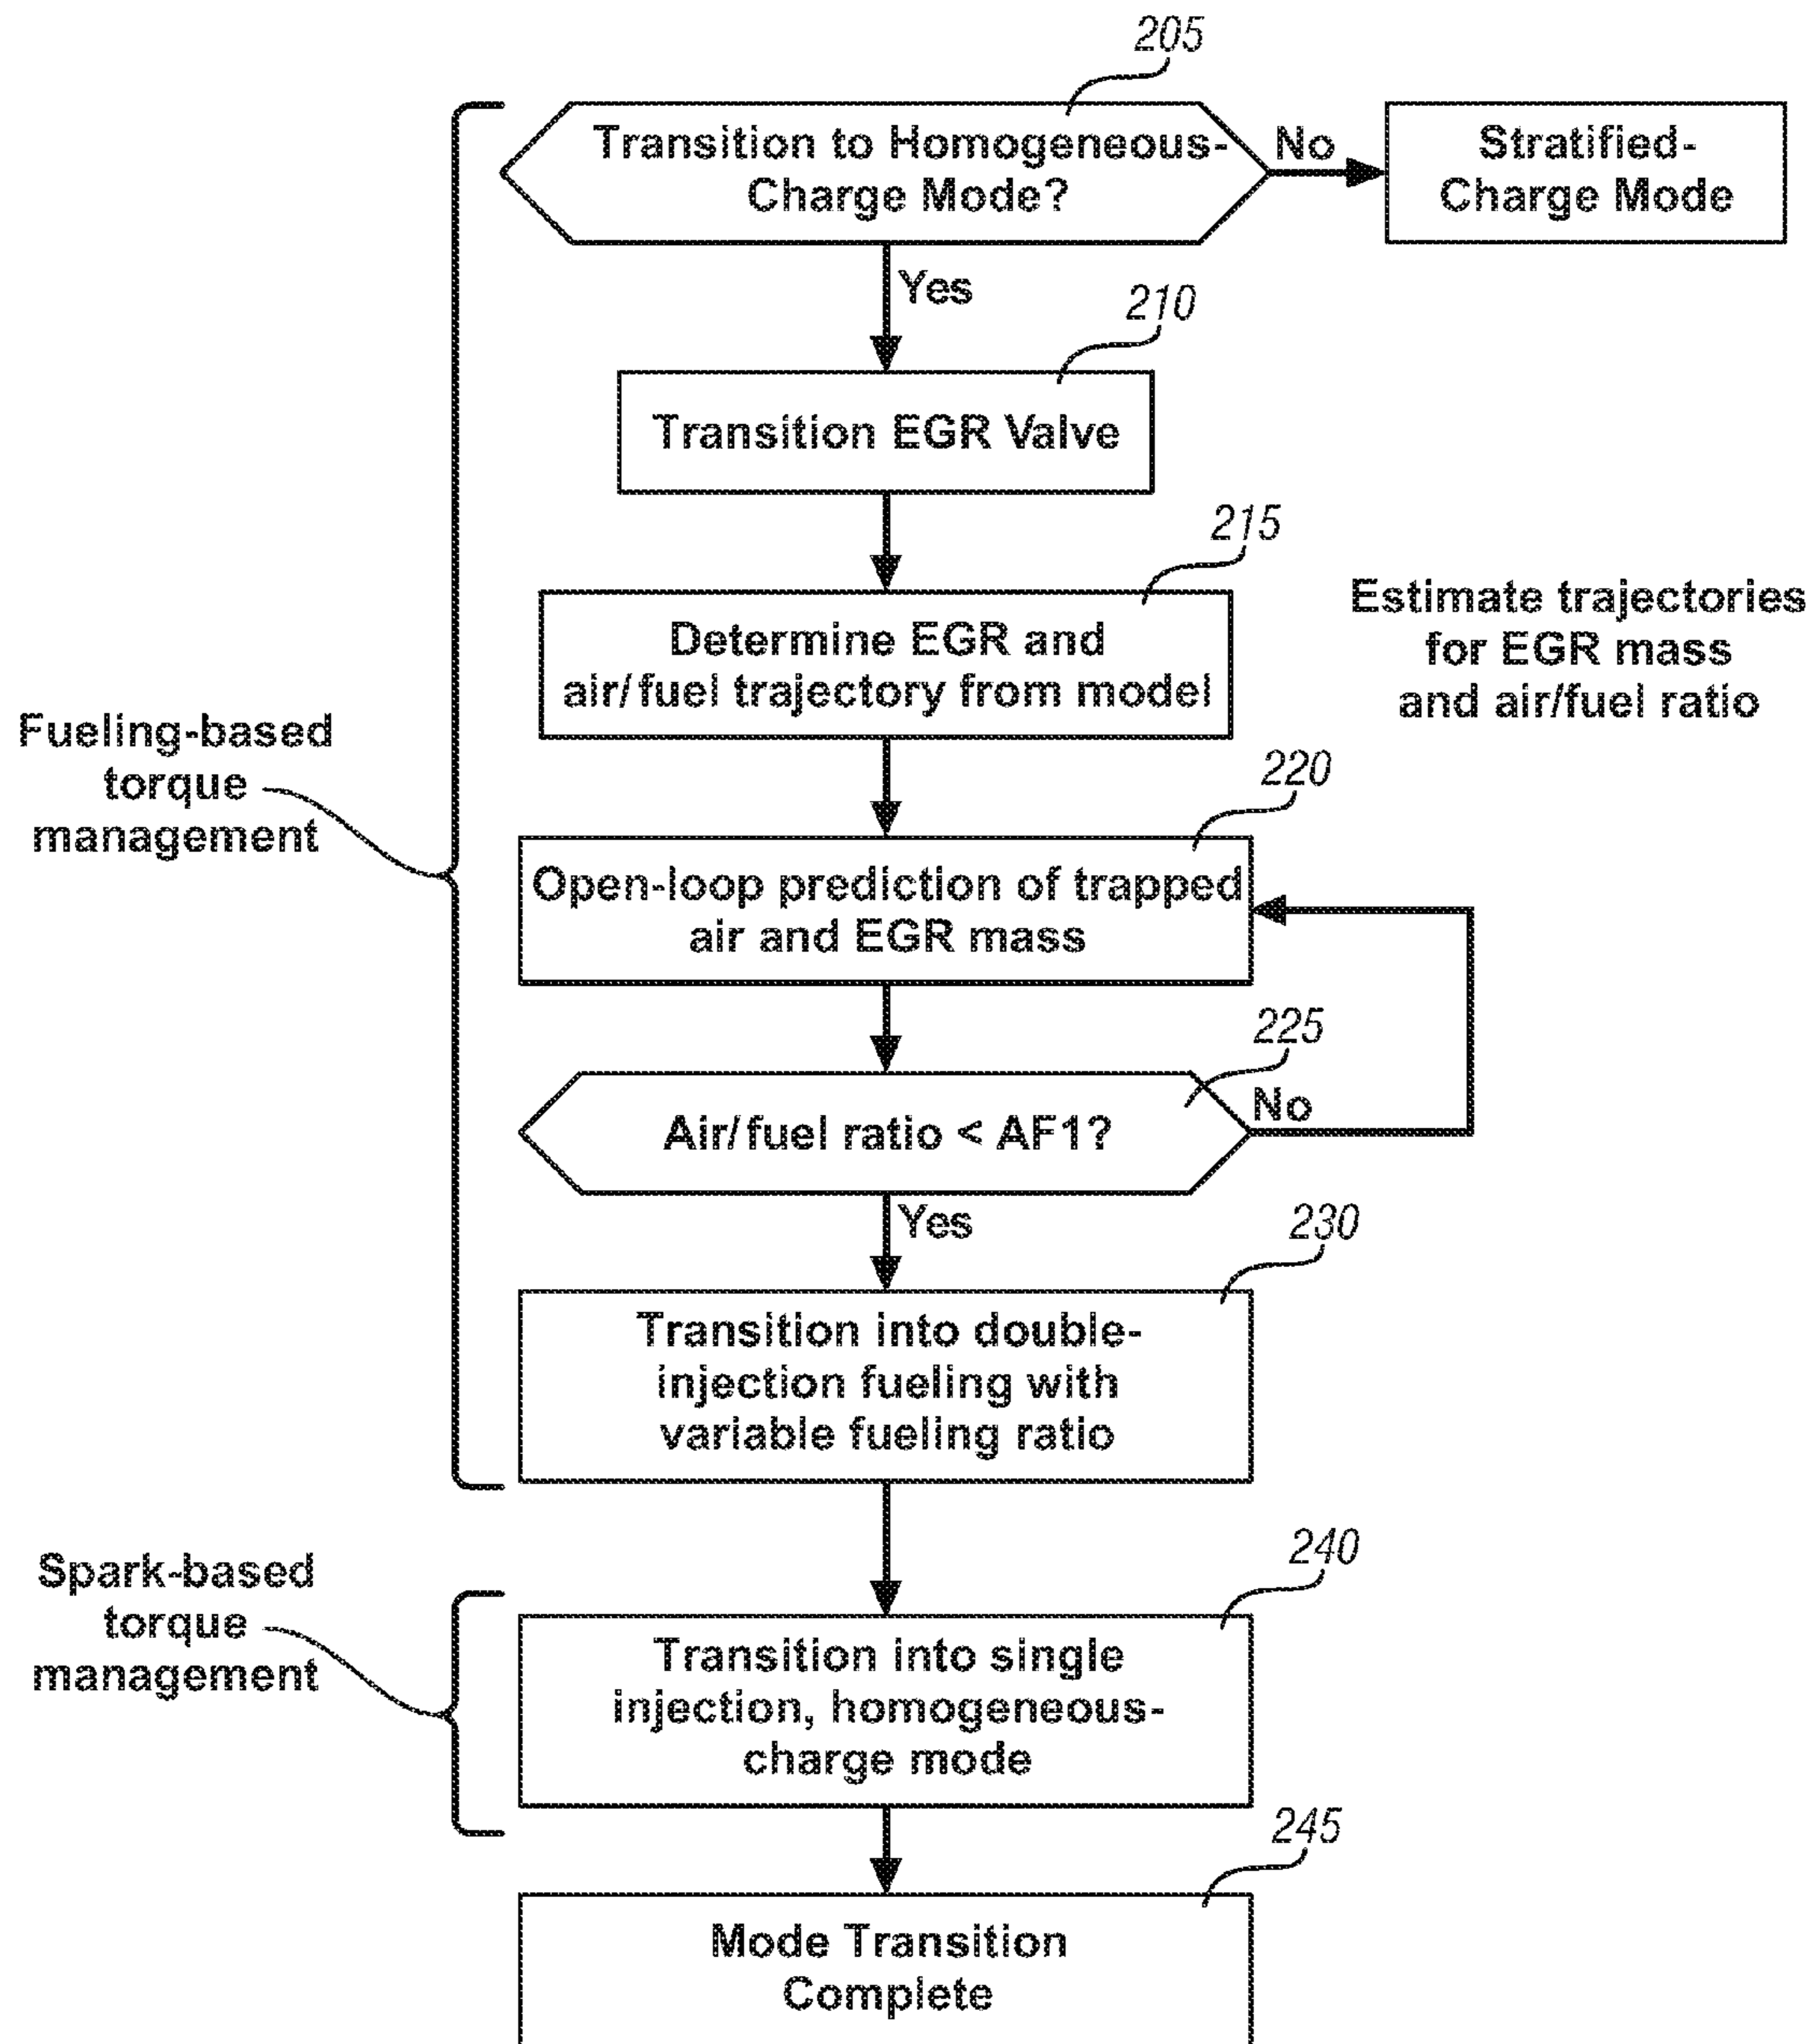 205
Transition to Homogeneous-
Charge Mode?
No
Stratified-
Charge Mode
Yes
210
Transition EGR Valve
215
Determine EGR and
air/fuel trajectory from model
Estimate trajectories
for EGR mass
and air/fuel ratio
Fueling-based
torque
management
220
Open-loop prediction of trapped
air and EGR mass
225
Air/fuel ratio < AF1?
No
Yes
230
Transition into double-
injection fueling with
variable fueling ratio
Spark-based
torque
management
240
Transition into single
injection, homogeneous-
charge mode
245
Mode Transition
Complete